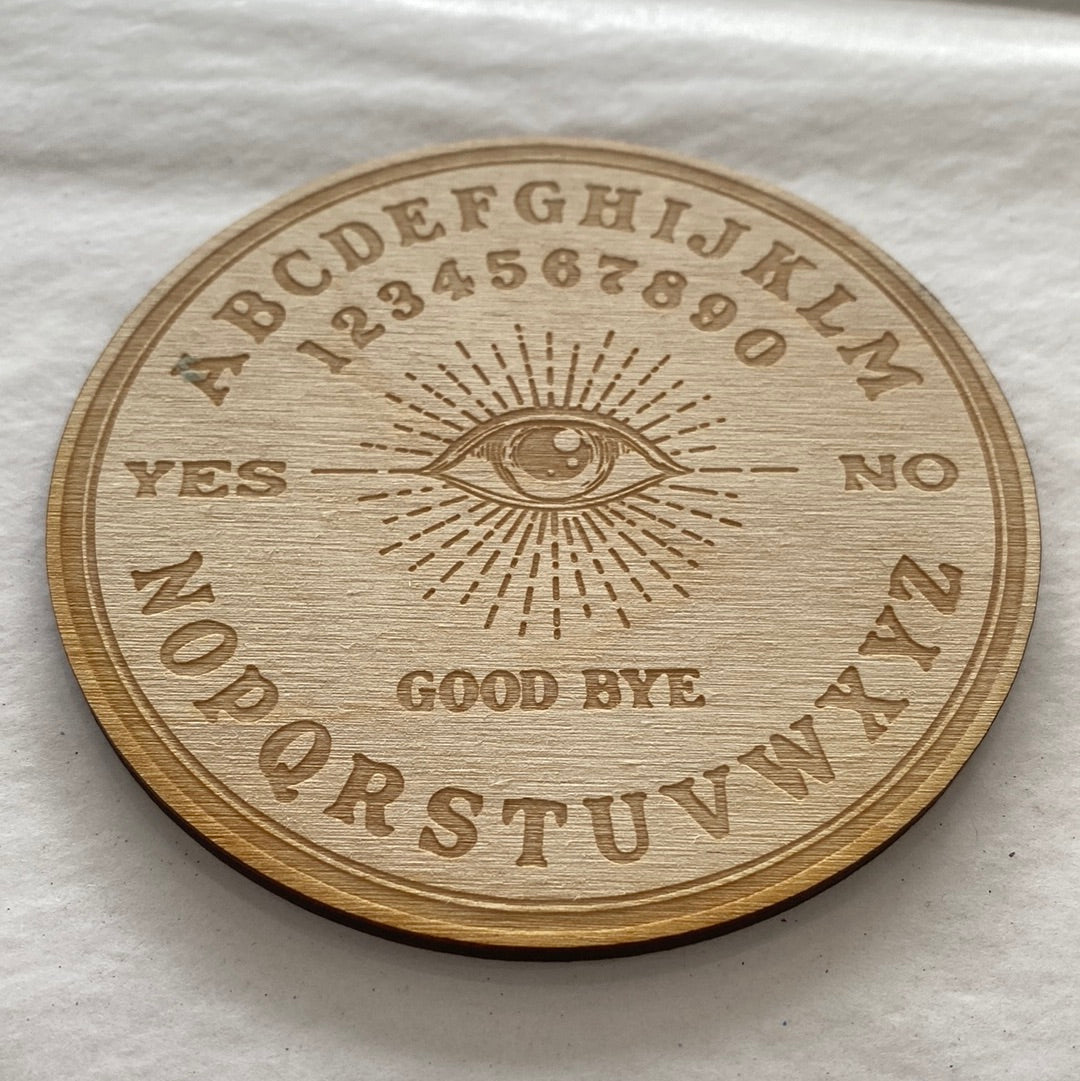 ABCDEFGHIJKLM
1234567890
YES NO
GOOD BYE
NOPQRSTUVWXYZ